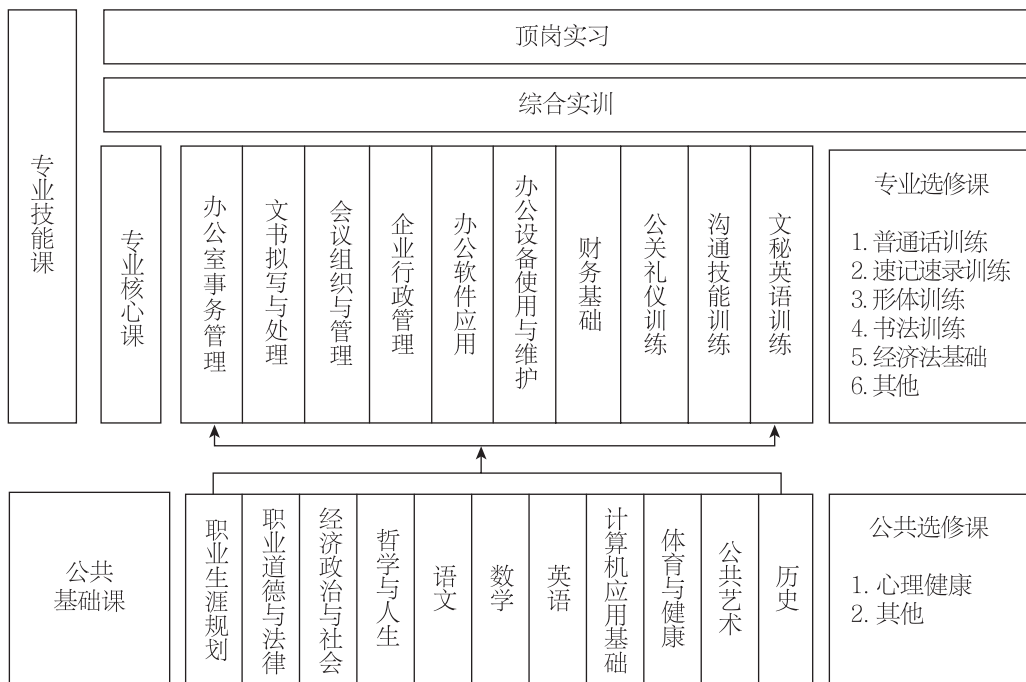 顶岗实习
综合实训
专业技能课
专业核心课
办公室事务管理
文书拟写与处理
会议组织与管理
企业行政管理
办公软件应用
办公设备使用与维护
财务基础
公关礼仪训练
沟通技能训练
文秘英语训练
专业选修课
1. 普通话训练
2. 速记速录训练
3. 形体训练
4. 书法训练
5. 经济法基础
6. 其他
公共
基础课
职业生涯规划
职业道德与法律
经济政治与社会
哲学与人生
语文
数学
英语
计算机应用基础
体育与健康
公共艺术
历史
公共选修课
1. 心理健康
2. 其他